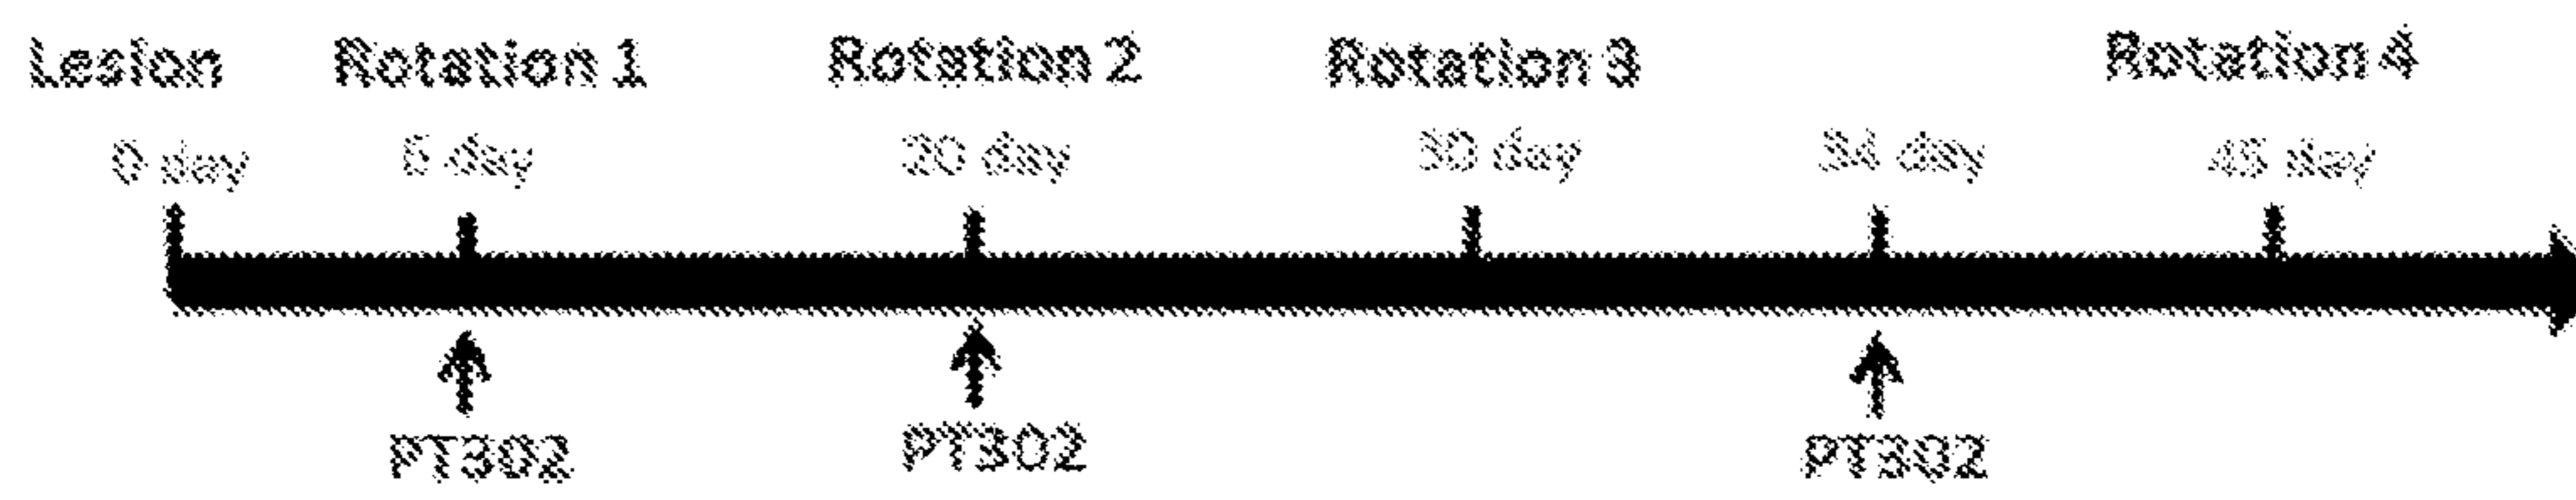 Lesion Rotation 1 Rotation 2 Rotation 3 Rotation 4
0 day 6 day 20 day 30 day 34 day 45 day
PT302 PT302 PT302